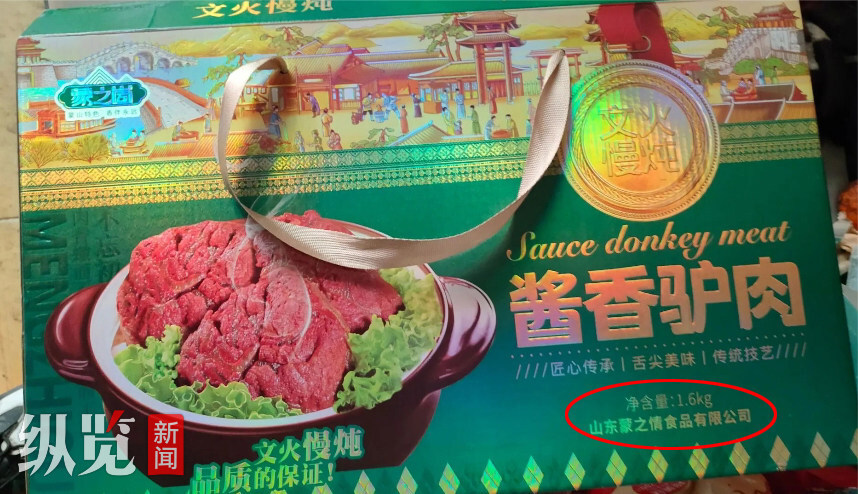 文火慢炖
蒙之情
文火
慢炖
Sauce donkey meat
酱香驴肉
////匠心传承|舌尖美味|传统技艺////
净含量:1.6kg
山东蒙之情食品有限公司
文火慢炖
品质的保证!
纵览新闻